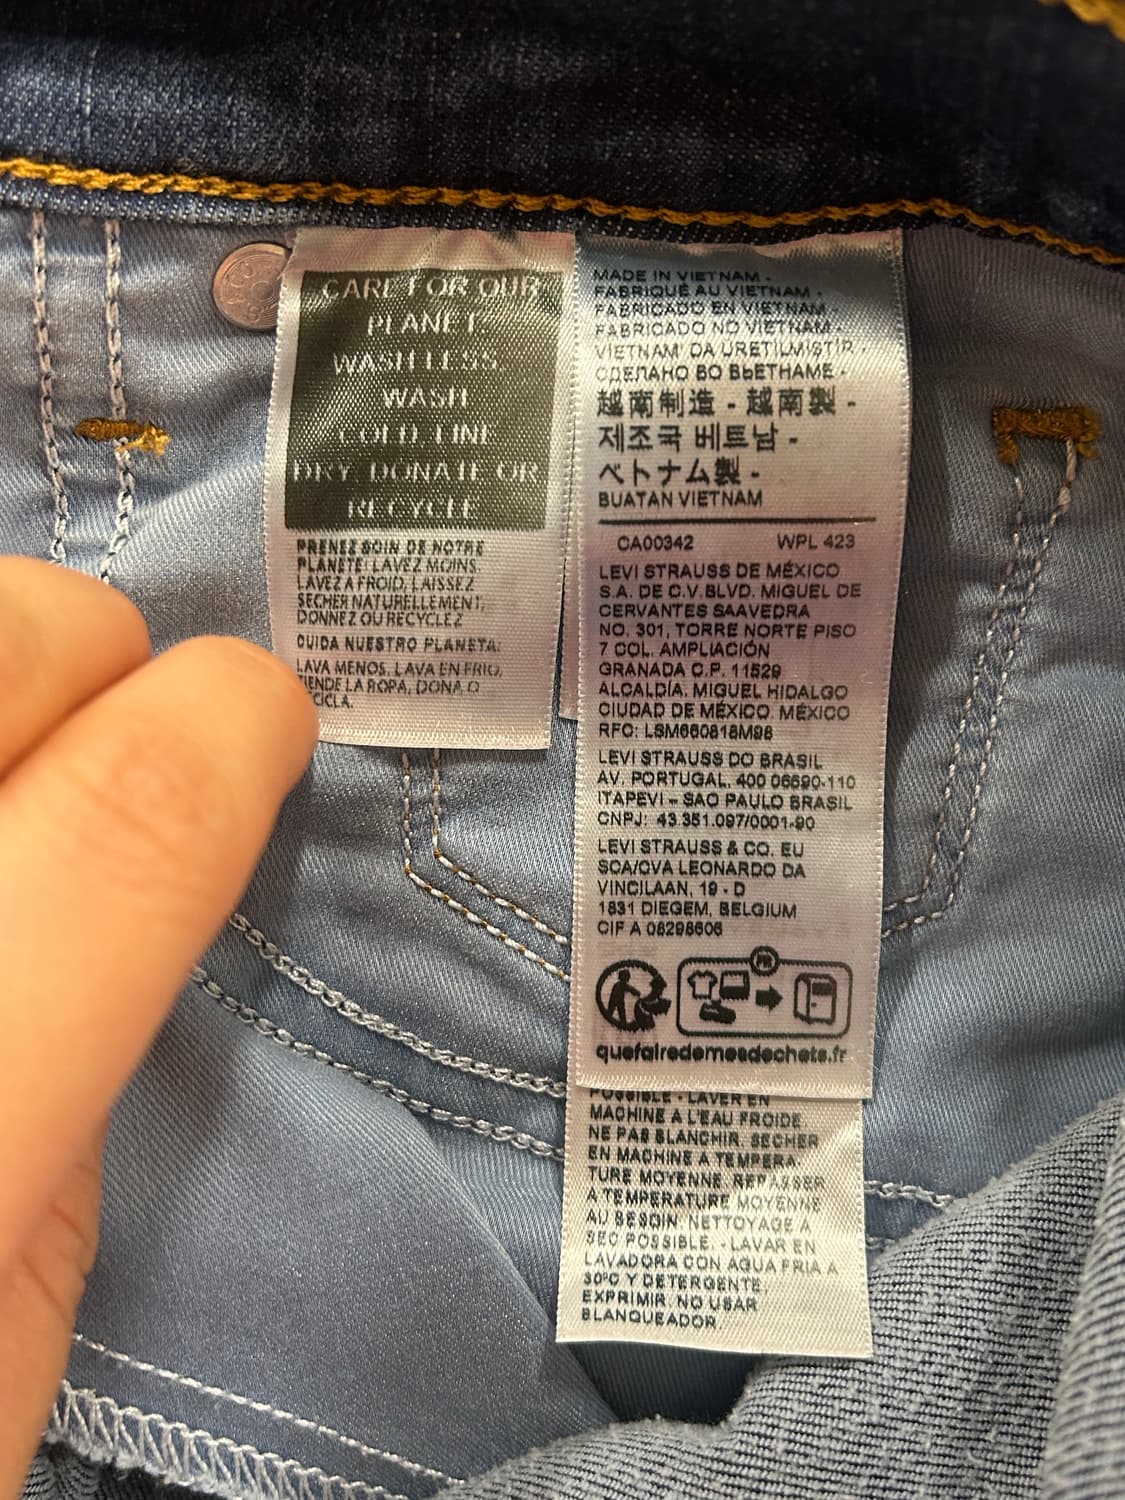 CARE FOR OUR
PLANET.
WASH LESS,
WASH
COLD, LINE
DRY, DONATE OR
RECYCLE
PRENEZ SOIN DE NOTRE
PLANETE: LAVEZ MOINS,
LAVEZ A FROID, LAISSEZ
SECHER NATURELLEMENT,
DONNEZ OU RECYCLEZ
CUIDA NUESTRO PLANETA:
LAVA MENOS, LAVA EN FRIO,
TIENDE LA ROPA, DONA O
CICLA.
MADE IN VIETNAM -
FABRIQUÉ AU VIETNAM -
FABRICADO EN VIETNAM -
FABRICADO NO VIETNAM -
VIETNAM' DA URETILMISTIR -
СДЕЛАНО ВО ВЬЕТНАМЕ -
越南制造 - 越南製 -
제조국 베트남 -
ベトナム製 -
BUATAN VIETNAM
CA00342 WPL 423
LEVI STRAUSS DE MÉXICO
S.A. DE C.V.BLVD. MIGUEL DE
CERVANTES SAAVEDRA
NO. 301, TORRE NORTE PISO
7 COL. AMPLIACIÓN
GRANADA C.P. 11529
ALCALDÍA. MIGUEL HIDALGO
CIUDAD DE MÉXICO. MÉXICO
RFC: LSM660818M98
LEVI STRAUSS DO BRASIL
AV. PORTUGAL, 400 06690-110
ITAPEVI – SAO PAULO BRASIL
CNPJ: 43.351.097/0001-90
LEVI STRAUSS & CO. EU
SCA/CVA LEONARDO DA
VINCILAAN, 19 - D
1831 DIEGEM, BELGIUM
CIF A 08298606
FR
quefairedemesdechets.fr
POSSIBLE - LAVER EN
MACHINE A L'EAU FROIDE
NE PAS BLANCHIR. SECHER
EN MACHINE A TEMPERA-
TURE MOYENNE. REPASSER
A TEMPERATURE MOYENNE
AU BESOIN. NETTOYAGE A
SEC POSSIBLE. - LAVAR EN
LAVADORA CON AGUA FRIA A
30°C Y DETERGENTE.
EXPRIMIR. NO USAR
BLANQUEADOR.